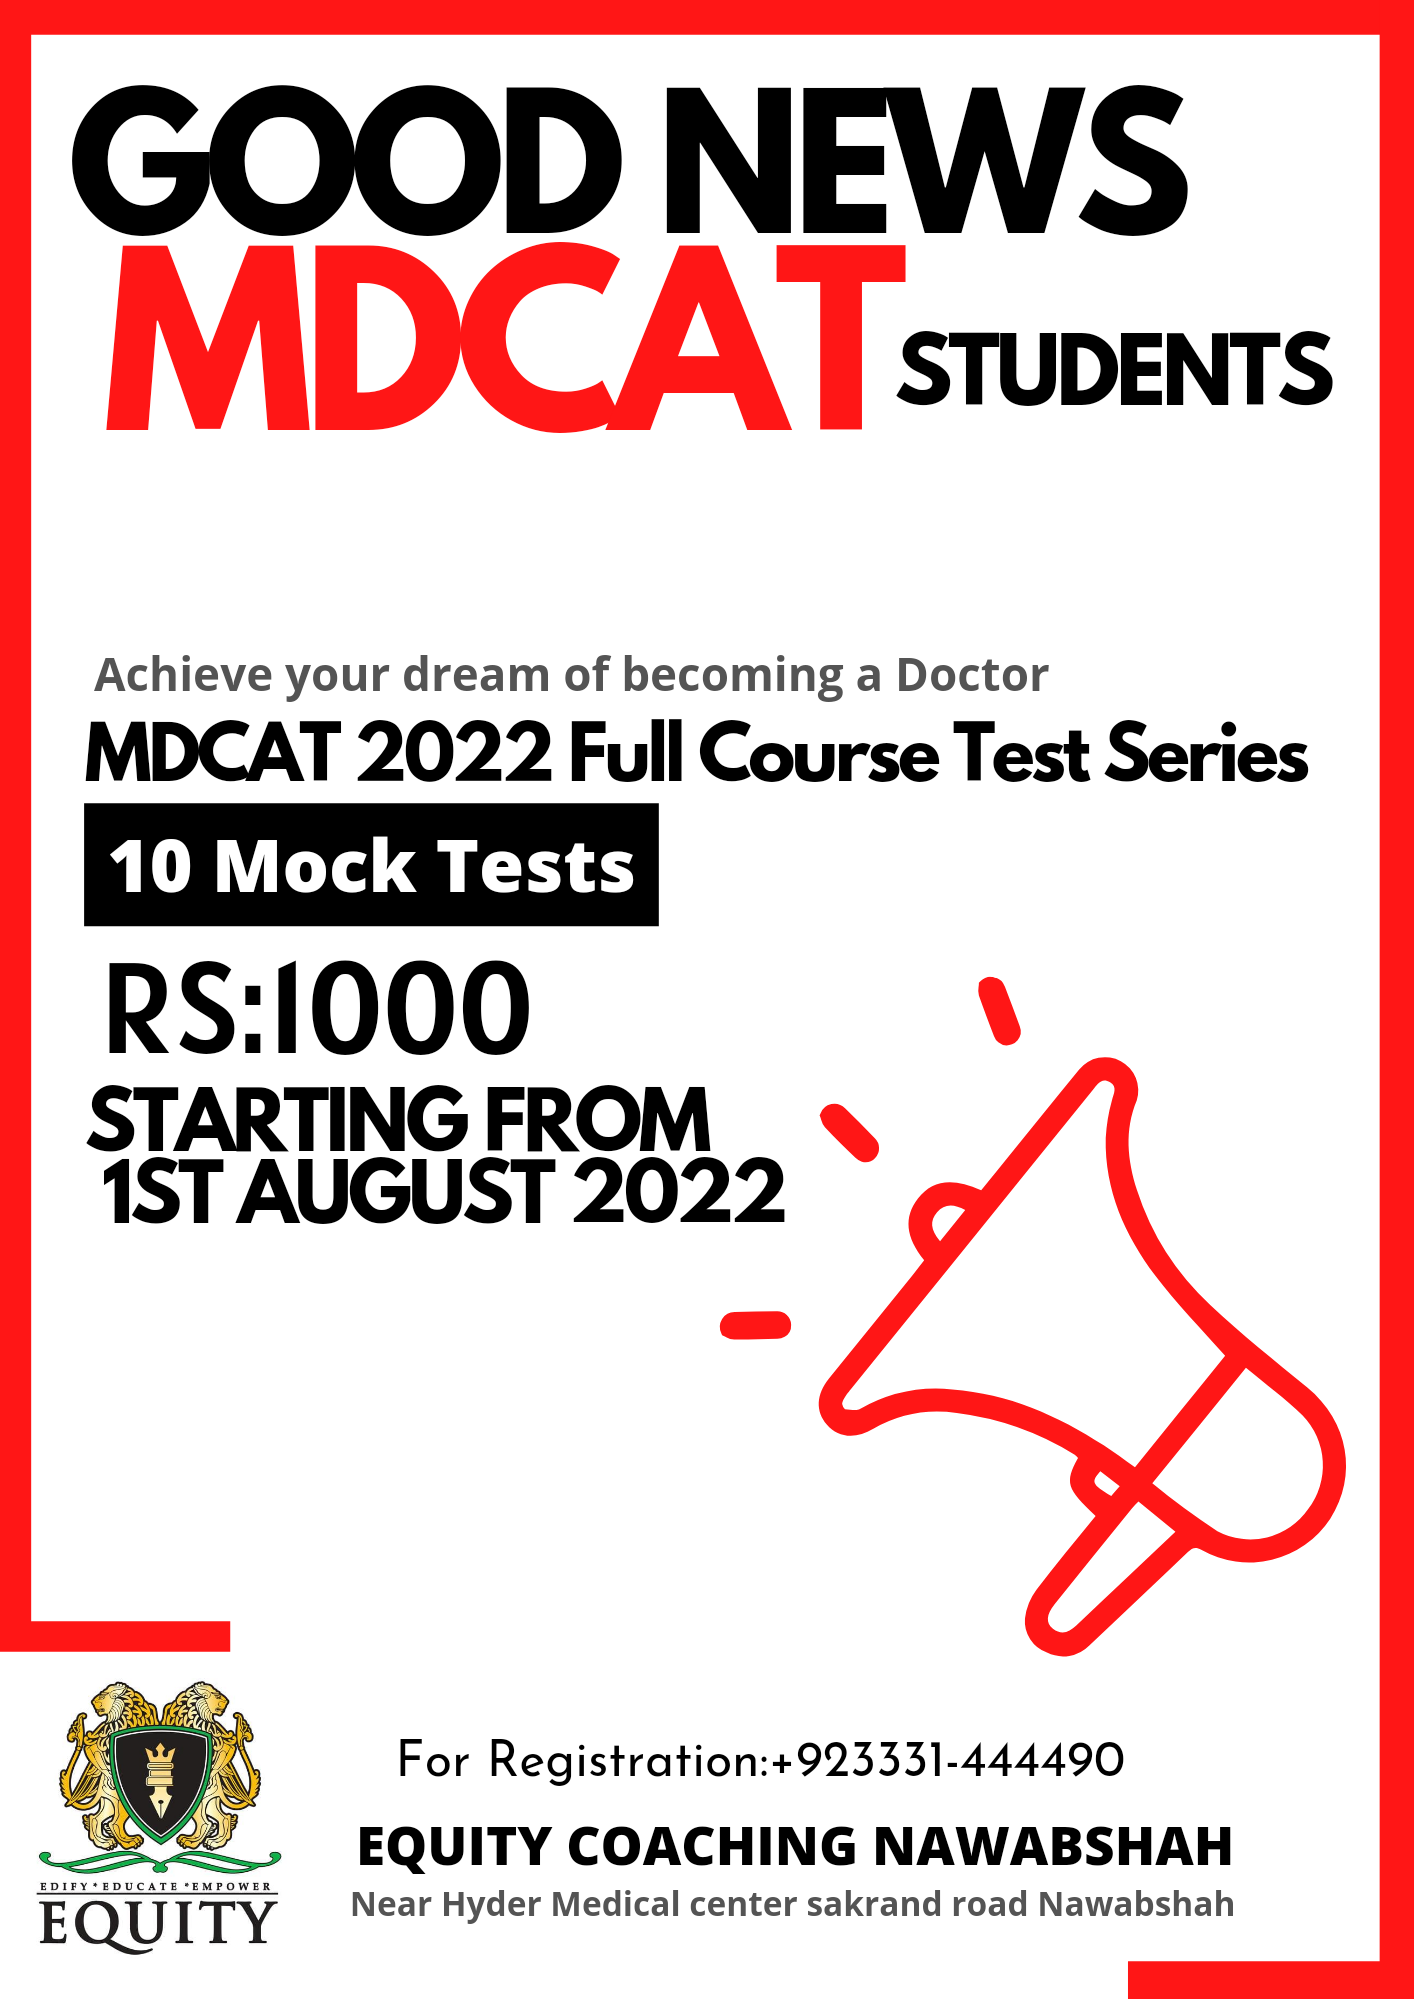 GOOD NEWS
MDCAT STUDENTS
Achieve your dream of becoming a Doctor
MDCAT 2022 Full Course Test Series
10 Mock Tests
RS:1000
STARTING FROM
1ST AUGUST 2022
For Registration:+923331-444490
EQUITY COACHING NAWABSHAH
Near Hyder Medical center sakrand road Nawabshah
EDIFY * EDUCATE * EMPOWER
EQUITY